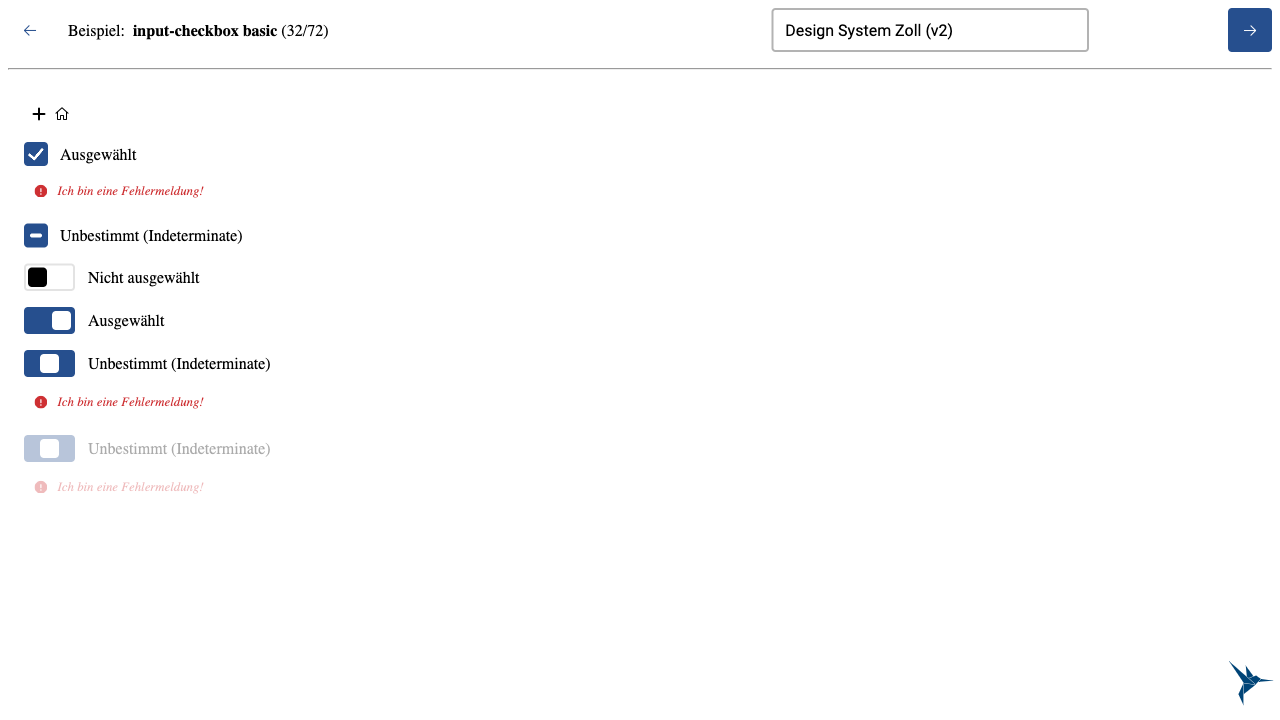 Beispiel: input-checkbox basic (32/72)
Design System Zoll (v2)
Ausgewählt
Ich bin eine Fehlermeldung!
Unbestimmt (Indeterminate)
Nicht ausgewählt
Ausgewählt
Unbestimmt (Indeterminate)
Ich bin eine Fehlermeldung!
Unbestimmt (Indeterminate)
Ich bin eine Fehlermeldung!